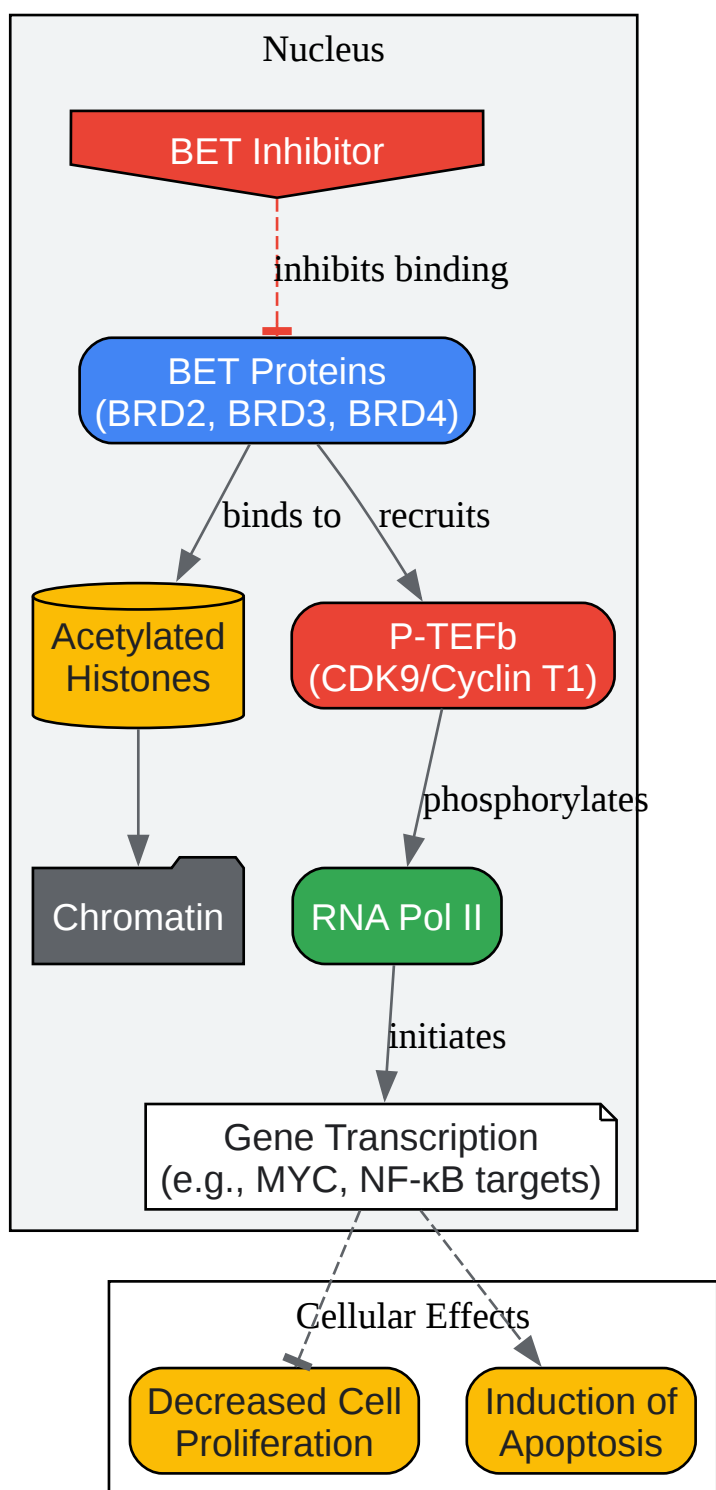 Nucleus
BET Inhibitor
inhibits binding
BET Proteins
(BRD2, BRD3, BRD4)
binds to
recruits
Acetylated
Histones
P-TEFb
(CDK9/Cyclin T1)
phosphorylates
Chromatin
RNA Pol II
initiates
Gene Transcription
(e.g., MYC, NF-κB targets)
Cellular Effects
Decreased Cell
Proliferation
Induction of
Apoptosis